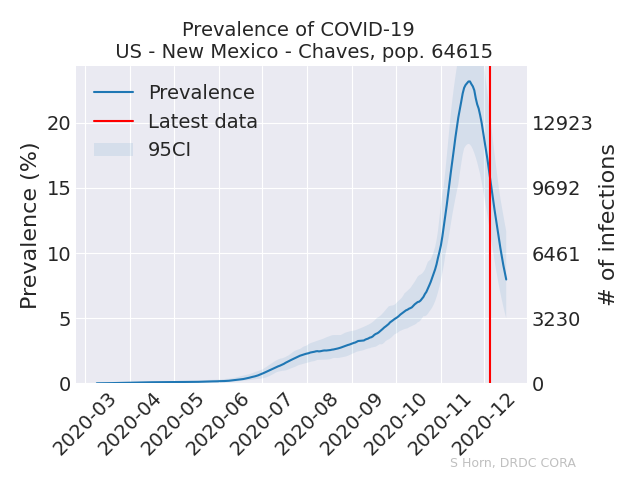 Prevalence of COVID-19
US - New Mexico - Chaves, pop. 64615
Prevalence
Latest data
95CI
Prevalence (%)
20
15
10
5
0
12923
9692
6461
3230
0
# of infections
2020-03
2020-04
2020-05
2020-06
2020-07
2020-08
2020-09
2020-10
2020-11
2020-12
S Horn, DRDC CORA